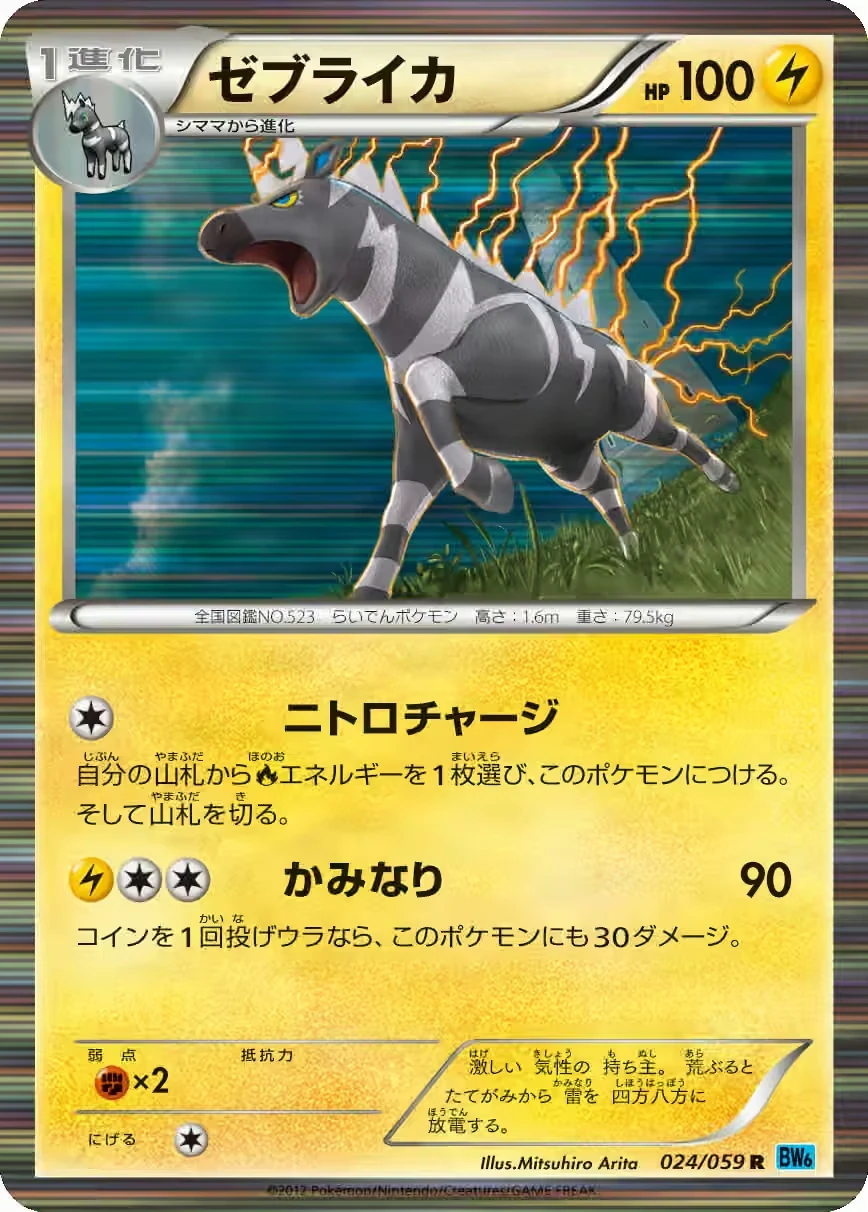 1進化
ゼブライカ
HP 100
シママから進化
全国図鑑NO.523 らいでんポケモン 高さ：1.6m 重さ：79.5kg
ニトロチャージ
自分の山札からエネルギーを1枚選び、このポケモンにつける。
そして山札を切る。
かみなり 90
コインを1回投げウラなら、このポケモンにも30ダメージ。
弱点 抵抗力
×2
にげる
激しい 気性の 持ち主。 荒ぶると
たてがみから 雷を 四方八方に
放電する。
Illus.Mitsuhiro Arita 024/059 R BW6
©2012 Pokémon/Nintendo/Creatures/GAME FREAK.